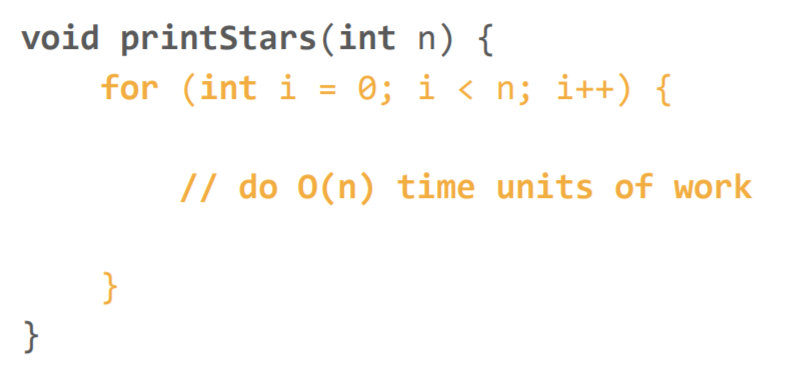 void printStars(int n) {
    for (int i = 0; i < n; i++) {
        // do O(n) time units of work
    }
}